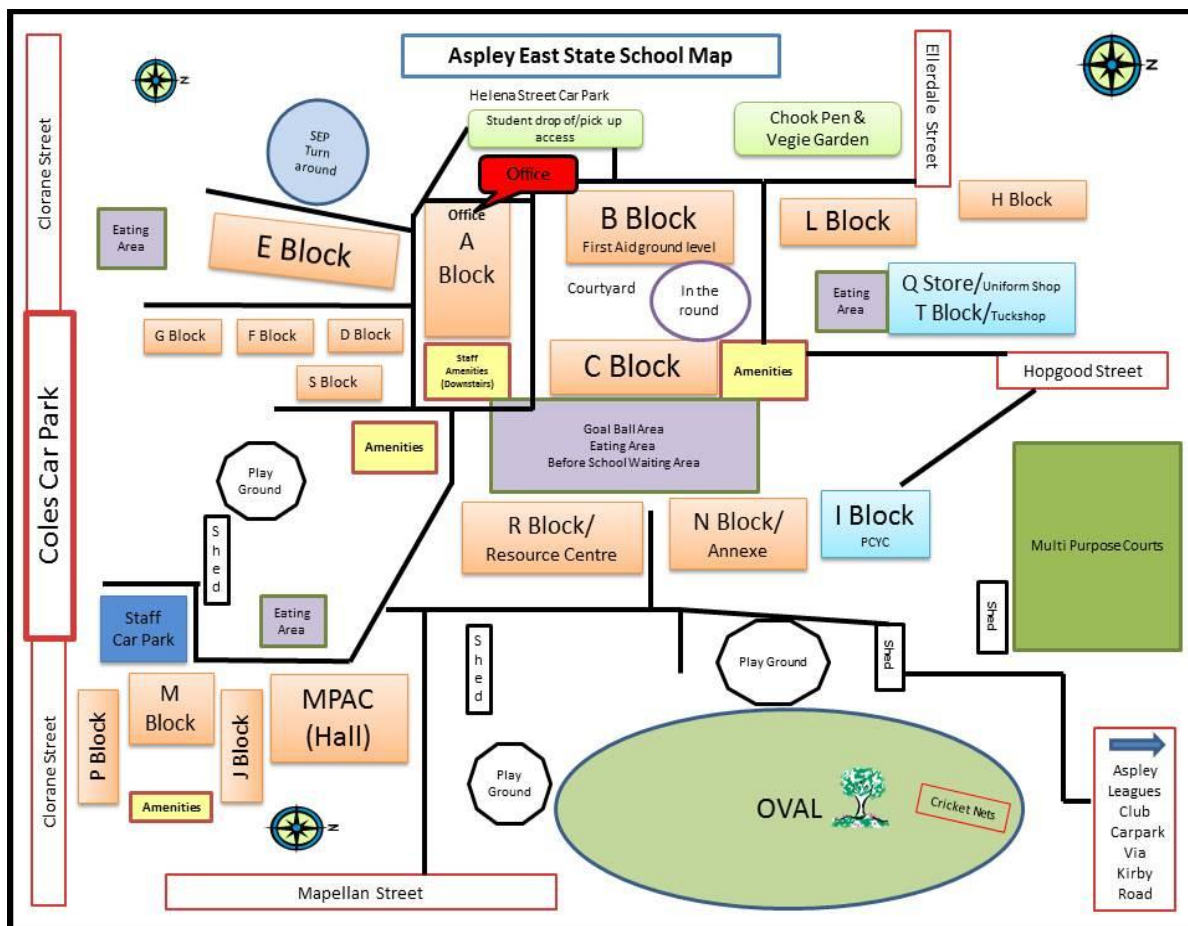 Aspley East State School Map
Helena Street Car Park
Student drop of/pick up
access
Chook Pen &
Vegie Garden
Ellerdale Street
Clorane Street
N
N
SEP
Turn
around
Office
Office
A
Block
B Block
First Aid ground level
L Block
H Block
Eating
Area
E Block
Courtyard
In the
round
Eating
Area
Q Store/Uniform Shop
T Block/Tuckshop
G Block
F Block
D Block
S Block
Staff
Amenities
(Downstairs)
C Block
Amenities
Hopgood Street
Coles Car Park
Amenities
Goal Ball Area
Eating Area
Before School Waiting Area
Play
Ground
Shed
R Block/
Resource Centre
N Block/
Annexe
I Block
PCYC
Multi Purpose Courts
Staff
Car Park
Eating
Area
Shed
Play Ground
Shed
Shed
Clorane Street
P Block
M
Block
J Block
MPAC
(Hall)
Amenities
N
Play
Ground
OVAL
Cricket Nets
Aspley
Leagues
Club
Carpark
Via
Kirby
Road
Mapellan Street